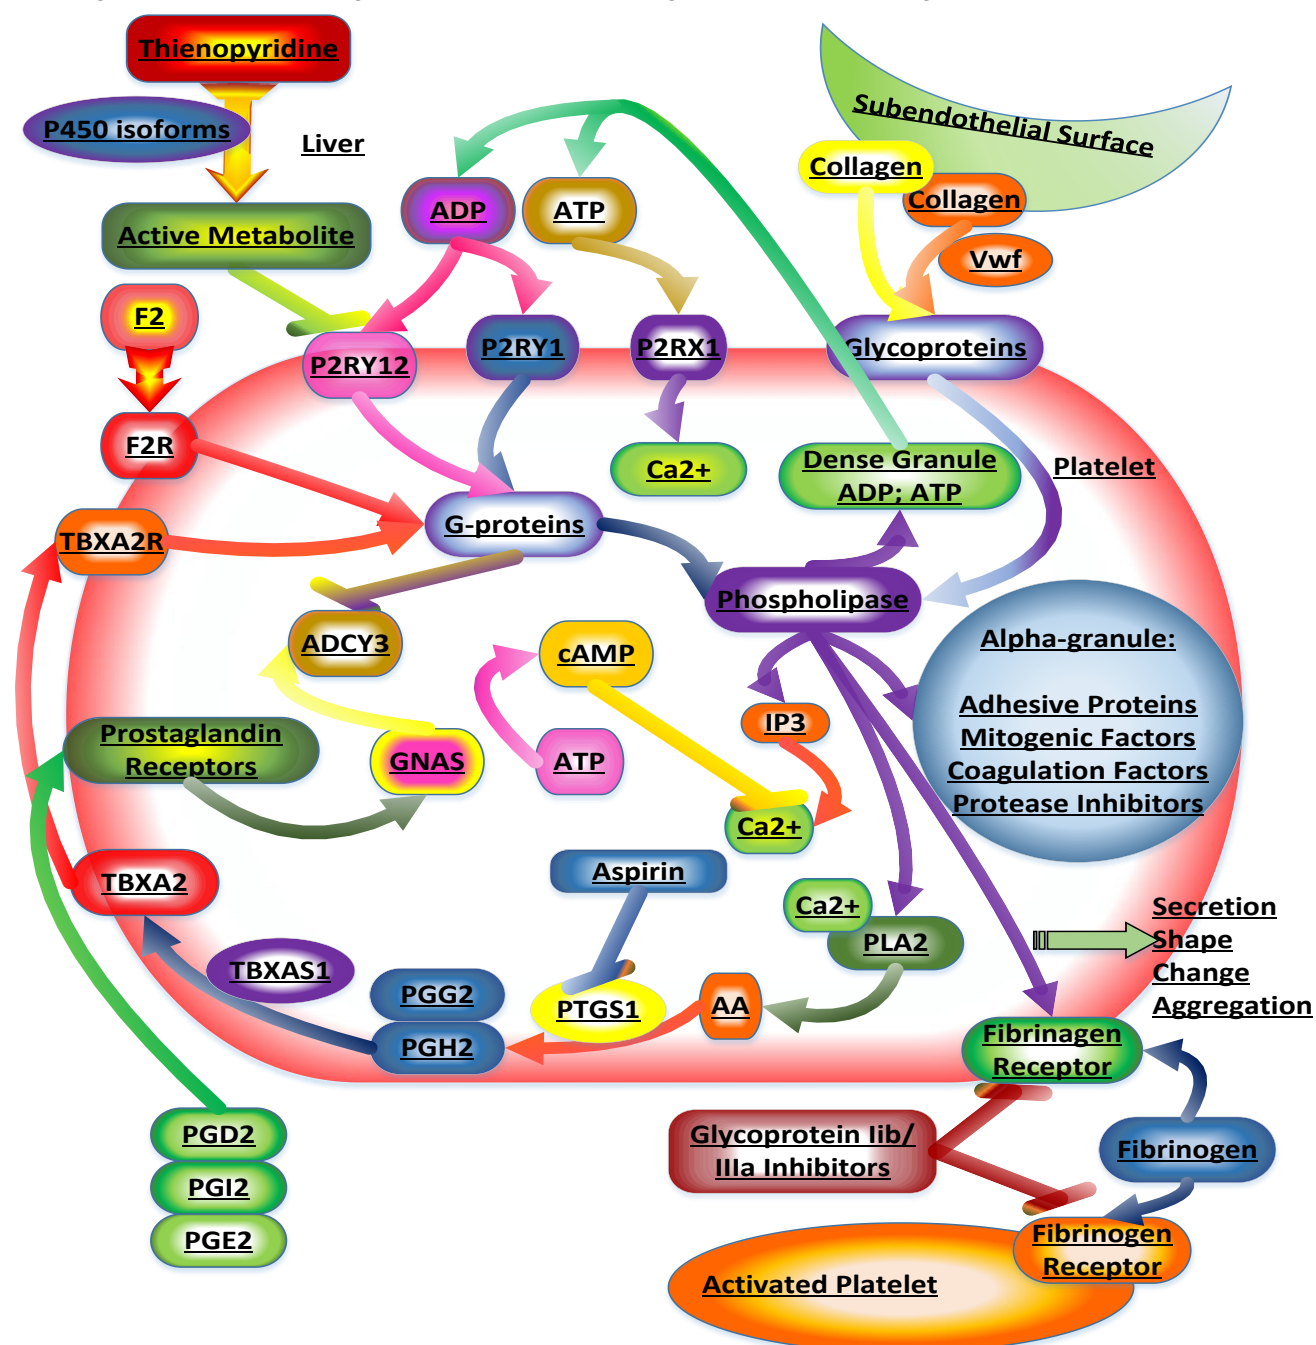 Thienopyridine
P450 isoforms
Liver
Active Metabolite
ADP
ATP
Subendothelial Surface
Collagen
Collagen
Vwf
F2
P2RY12
P2RY1
P2RX1
Glycoproteins
F2R
Ca2+
Dense Granule
ADP; ATP
Platelet
TBXA2R
G-proteins
Phospholipase
ADCY3
cAMP
Alpha-granule:
Adhesive Proteins
Mitogenic Factors
Coagulation Factors
Protease Inhibitors
Prostaglandin
Receptors
GNAS
ATP
IP3
Ca2+
TBXA2
Aspirin
Ca2+
PLA2
Secretion
Shape
Change
Aggregation
TBXAS1
PGG2
PTGS1
AA
PGH2
Fibrinagen
Receptor
PGD2
PGI2
PGE2
Glycoprotein Iib/
IIIa Inhibitors
Fibrinogen
Fibrinogen
Receptor
Activated Platelet